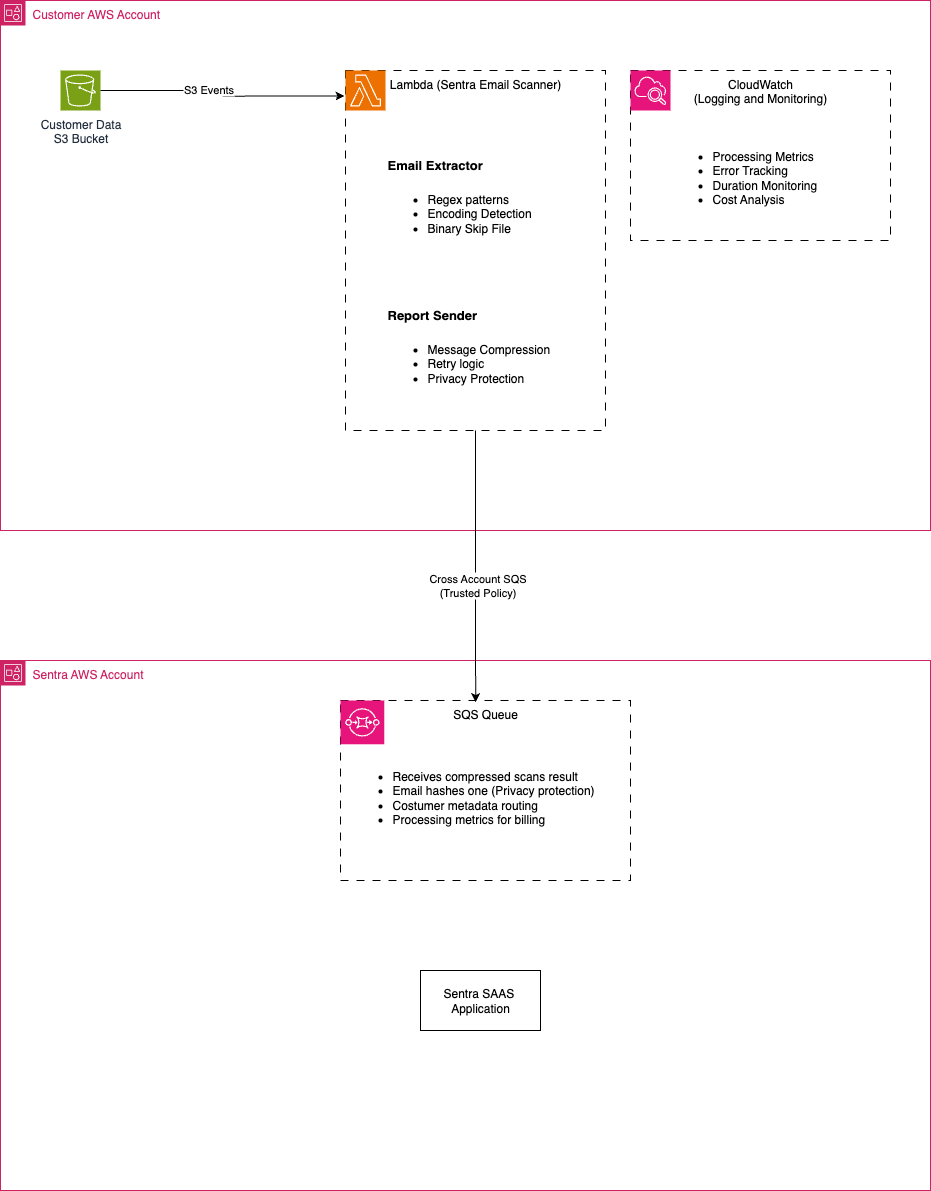 Customer AWS Account
Customer Data
S3 Bucket
S3 Events
Lambda (Sentra Email Scanner)
Email Extractor
Regex patterns
Encoding Detection
Binary Skip File
Report Sender
Message Compression
Retry logic
Privacy Protection
CloudWatch
(Logging and Monitoring)
Processing Metrics
Error Tracking
Duration Monitoring
Cost Analysis
Cross Account SQS
(Trusted Policy)
Sentra AWS Account
SQS Queue
Receives compressed scans result
Email hashes one (Privacy protection)
Costumer metadata routing
Processing metrics for billing
Sentra SAAS
Application